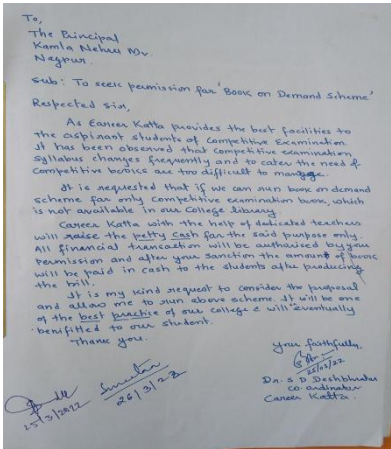 To,
The Principal
Kamla Nehru Mv.
Nagpur.
Sub: To seek permission for 'Book on Demand Scheme'
Respected Sir,
As Career Katta provides the best facilities to
the aspirant students of Competitive Examination.
It has been observed that competitive examination
syllabus changes frequently and to cater the need of
competitive books are too difficult to manage.
It is requested that if we can run book on demand
scheme for only competitive examination book, which
is not available in our College library.
Career Katta with the help of dedicated teachers
will raise the petty cash for the said purpose only.
All financial transaction will be authorised by you
permission and after your sanction the amount of book
will be paid in cash to the students after producing
the bill.
It is my kind request to consider the proposal
and allow me to run above scheme. It will be one
of the best practice of our college & will eventually
benifitted to our student.
Thank you.
Your faithfully,
25/03/22
Dr. S. D Deshbhratar
Co-ordinator
Career Katta.
25/3/2022
26/3/22